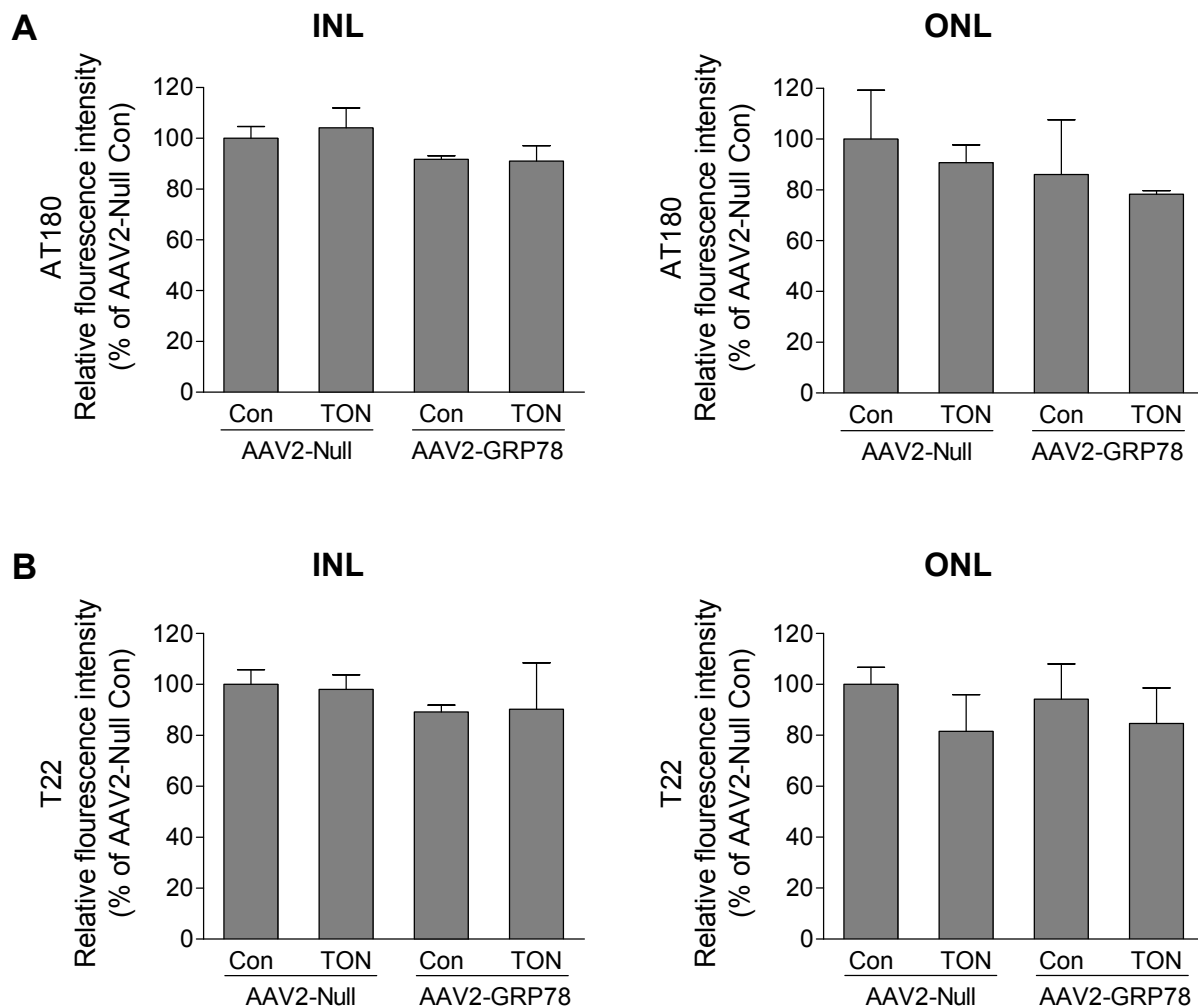 A
INL
AT180
Relative flourescence intensity
(% of AAV2-Null Con)
120
100
80
60
40
20
0
Con TON Con TON
AAV2-Null AAV2-GRP78
ONL
AT180
Relative flourescence intensity
(% of AAV2-Null Con)
120
100
80
60
40
20
0
Con TON Con TON
AAV2-Null AAV2-GRP78
B
INL
T22
Relative flourescence intensity
(% of AAV2-Null Con)
120
100
80
60
40
20
0
Con TON Con TON
AAV2-Null AAV2-GRP78
ONL
T22
Relative flourescence intensity
(% of AAV2-Null Con)
120
100
80
60
40
20
0
Con TON Con TON
AAV2-Null AAV2-GRP78